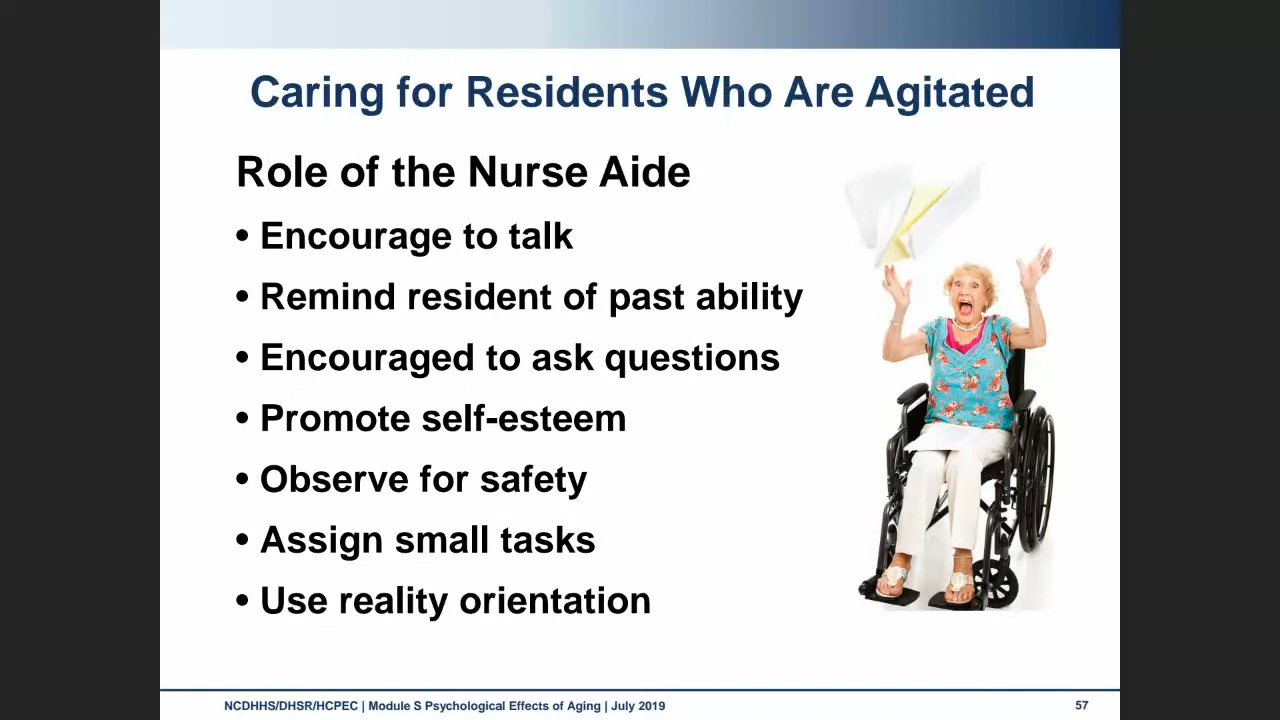 Caring for Residents Who Are Agitated
Role of the Nurse Aide
• Encourage to talk
• Remind resident of past ability
• Encouraged to ask questions
• Promote self-esteem
• Observe for safety
• Assign small tasks
• Use reality orientation
NCDHHS/DHSR/HCPEC | Module S Psychological Effects of Aging | July 2019
57